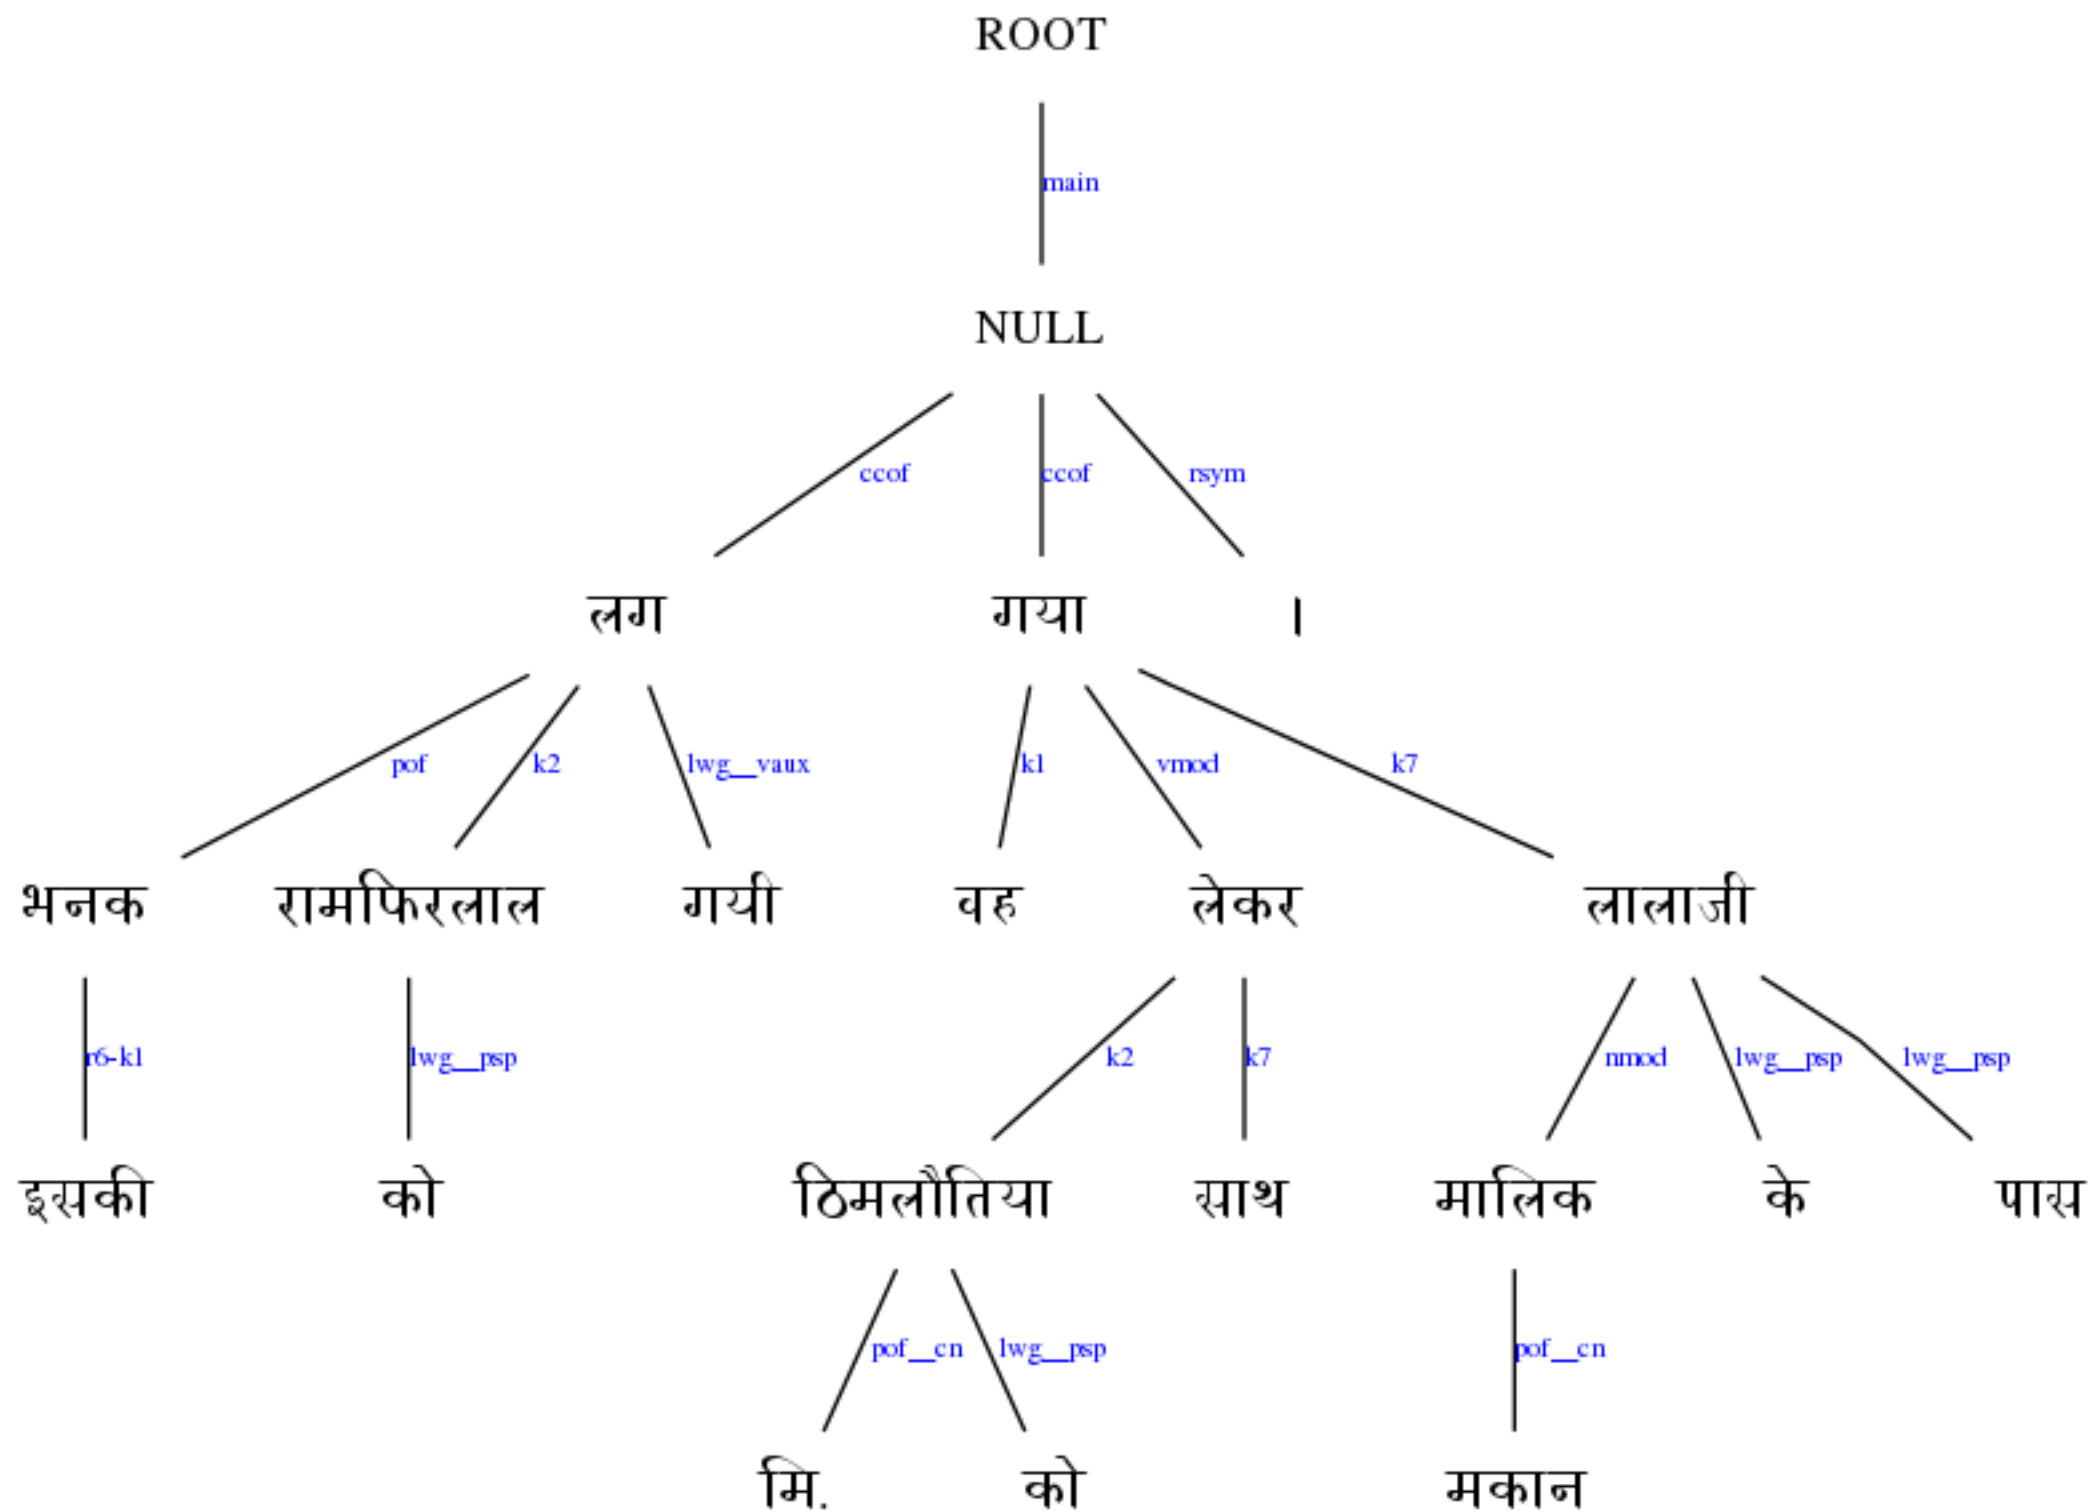 ROOT
main
NULL
ccof ccof rsym
लग गया ।
pof k2 lwg__vaux k1 vmod k7
भनक रामफिरलाल गयी वह लेकर लालाजी
r6-k1 lwg__psp k2 k7 nmod lwg__psp lwg__psp
इसकी को ठिमलौतिया साथ मालिक के पास
pof__cn lwg__psp pof__cn
मि. को मकान